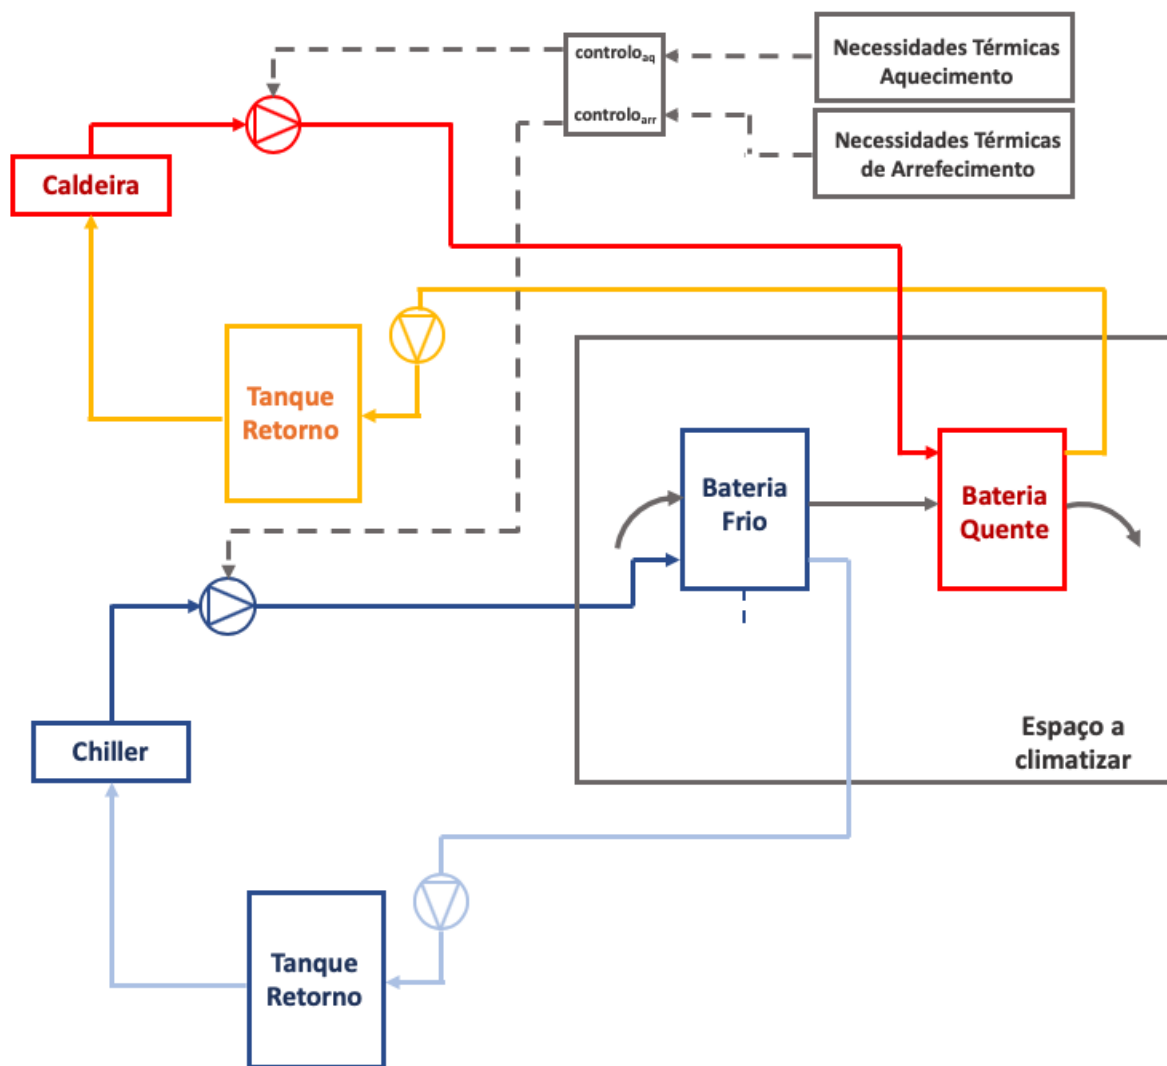 Necessidades Térmicas
Aquecimento
controlo_aq
controlo_arr
Necessidades Térmicas
de Arrefecimento
Caldeira
Tanque
Retorno
Bateria
Frio
Bateria
Quente
Chiller
Espaço a
climatizar
Tanque
Retorno